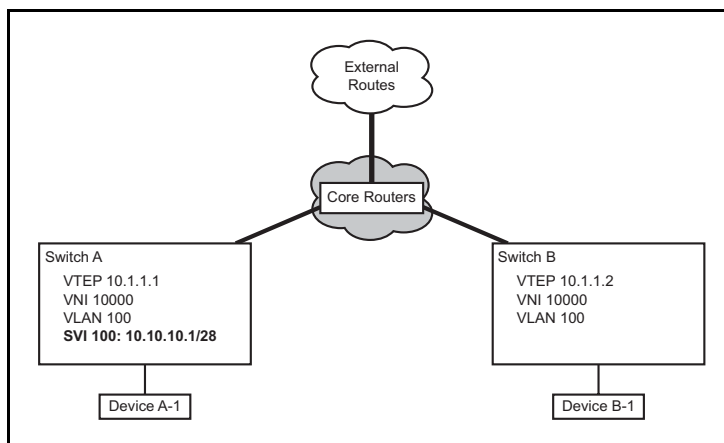 External
Routes
Core Routers
Switch A
VTEP 10.1.1.1
VNI 10000
VLAN 100
SVI 100: 10.10.10.1/28
Device A-1
Switch B
VTEP 10.1.1.2
VNI 10000
VLAN 100
Device B-1